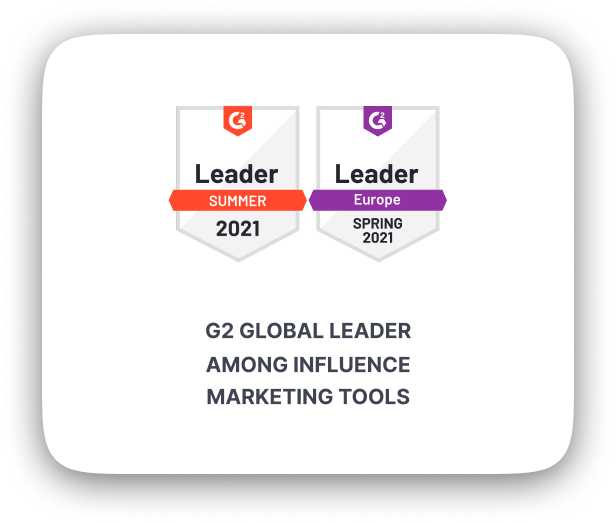 G2
Leader
SUMMER
2021
G2
Leader
Europe
SPRING
2021
G2 GLOBAL LEADER
AMONG INFLUENCE
MARKETING TOOLS